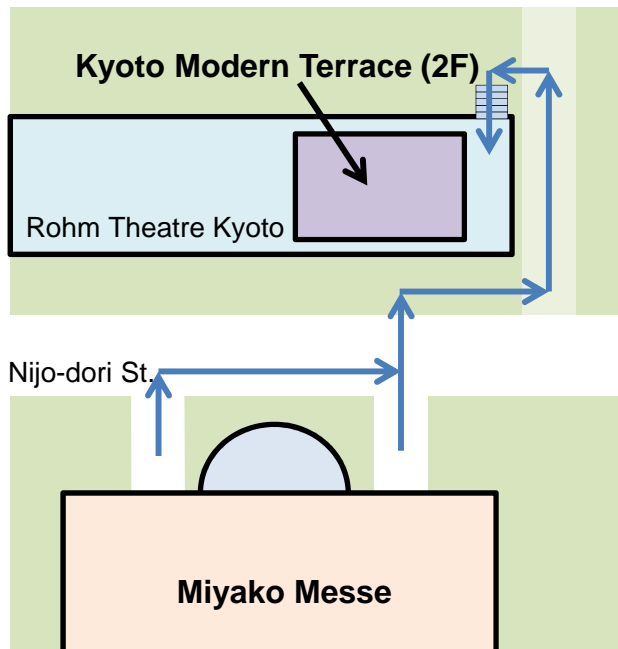 Kyoto Modern Terrace (2F)
Rohm Theatre Kyoto
Nijo-dori St.
Miyako Messe